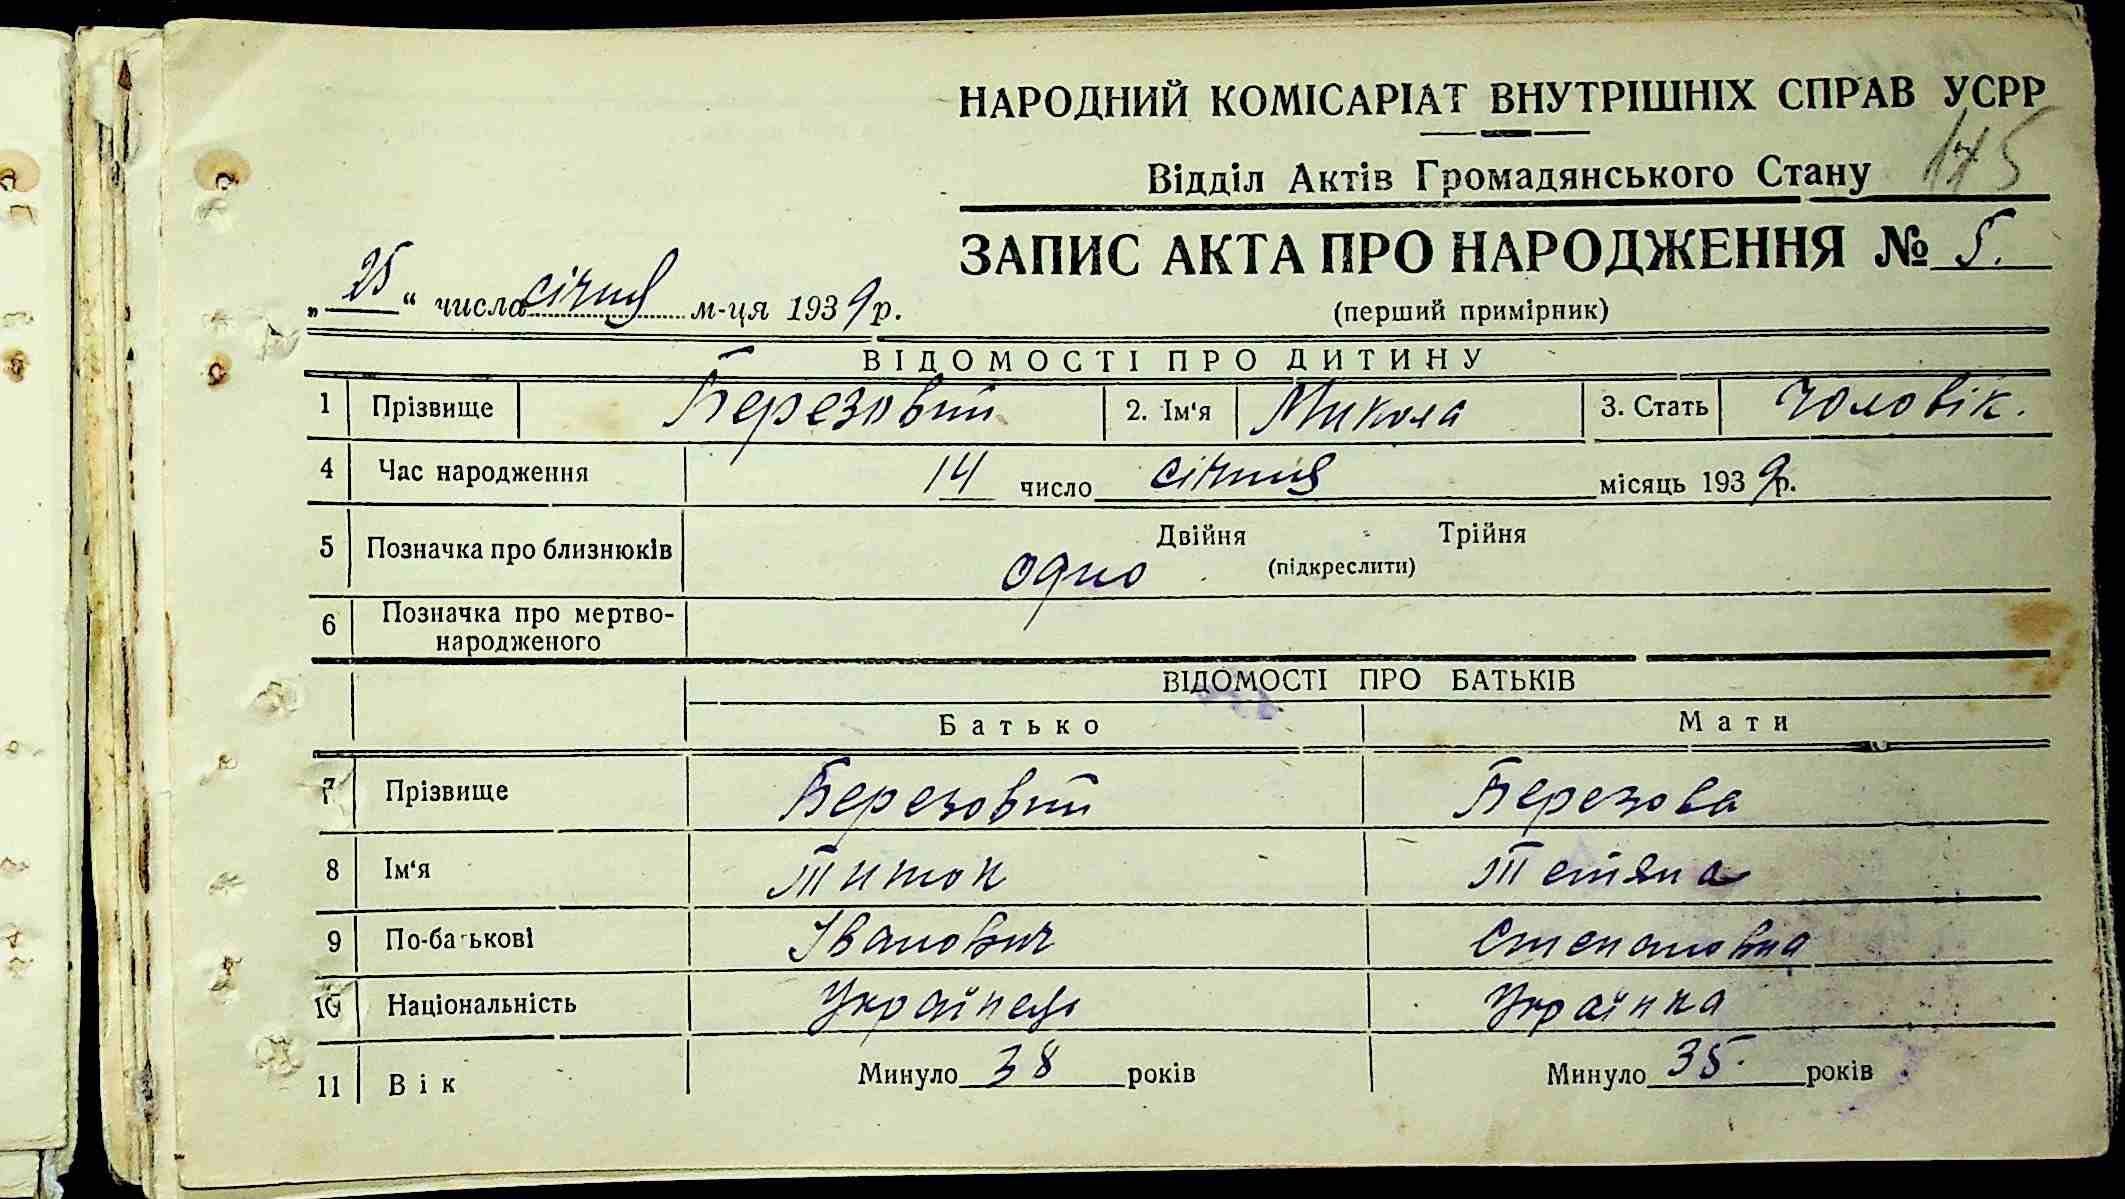 НАРОДНИЙ КОМІСАРІАТ ВНУТРІШНІХ СПРАВ УСРР
Відділ Актів Громадянського Стану 145
ЗАПИС АКТА ПРО НАРОДЖЕННЯ № 5.
„25“ числа січня м-ця 1939 р.
(перший примірник)
ВІДОМОСТІ ПРО ДИТИНУ
1 Прізвище Березовий 2. Ім'я Микола 3. Стать Чоловік.
4 Час народження 14 число січня місяць 1939 р.
5 Позначка про близнюків Двійня Трійня
одно (підкреслити)
6 Позначка про мертво-
народженого
ВІДОМОСТІ ПРО БАТЬКІВ
Батько Мати
7 Прізвище Березовий Березова
8 Ім'я Тихон Тетяна
9 По-батькові Іванович Степановна
10 Національність Українець Українка
11 Вік Минуло 38 років Минуло 35. років